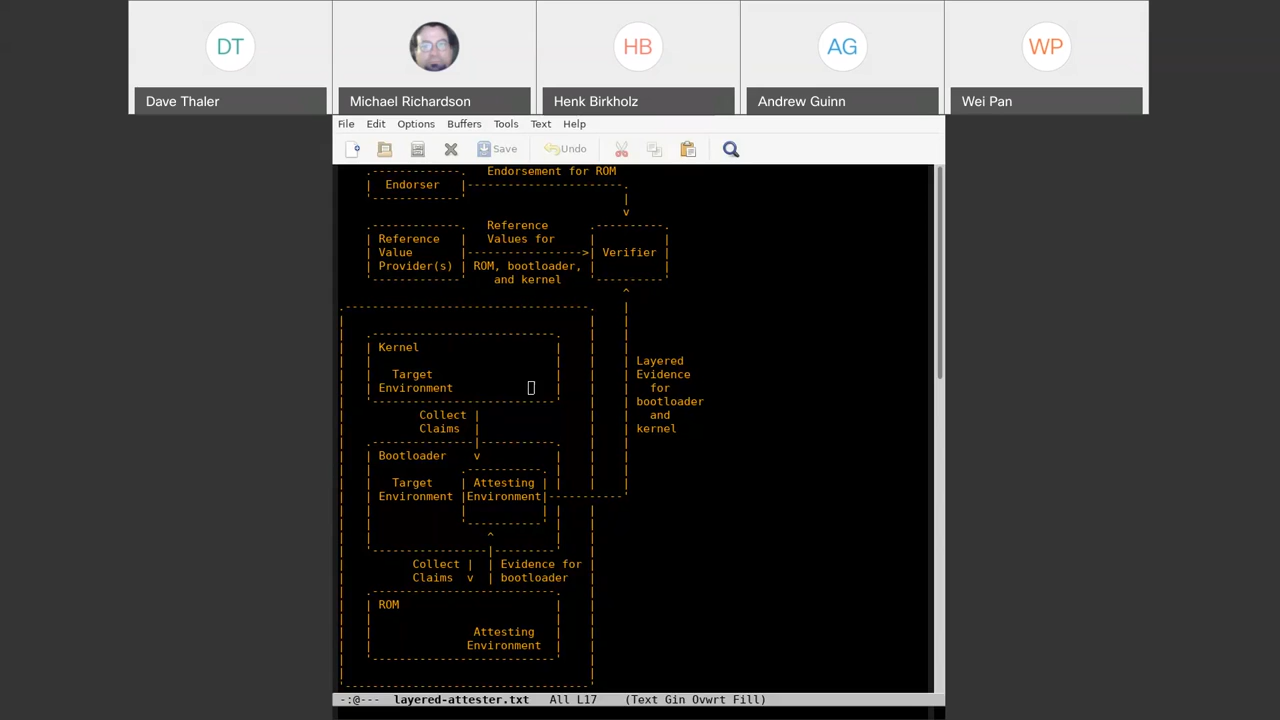 DT
HB
AG
WP
Dave Thaler
Michael Richardson
Henk Birkholz
Andrew Guinn
Wei Pan
File Edit Options Buffers Tools Text Help
Save Undo
.-------------.   Endorsement for ROM
|  Endorser   |-----------------------.
'-------------'                       |
                                      v
.-------------.   Reference      .----------.
| Reference   |   Values for     |          |
| Value       |----------------->| Verifier |
| Provider(s) | ROM, bootloader, |          |
'-------------'    and kernel    '----------'
                                      ^
.------------------------------------.    |
|                                    |    |
|   .---------------------------.    |    |
|   | Kernel                    |    |    |
|   |                           |    |    | Layered
|   |   Target                  |    |    | Evidence
|   | Environment               |    |    |   for
|   '---------------------------'    |    | bootloader
|          Collect |                 |    |   and
|          Claims  |                 |    | kernel
|   .---------------|-----------.    |    |
|   | Bootloader    v           |    |    |
|   |             .-----------. |    |    |
|   |   Target    | Attesting | |    |    |
|   | Environment |Environment|-----------'
|   |             |           | |    |
|   |             '-----------' |    |
|   |                 ^         |    |
|   '-----------------|---------'    |
|         Collect |   | Evidence for |
|         Claims  v   | bootloader   |
|   .---------------------------.    |
|   | ROM                       |    |
|   |                           |    |
|   |               Attesting   |    |
|   |              Environment  |    |
|   '---------------------------'    |
|                                    |
'------------------------------------'
-:@--- layered-attester.txt All L17 (Text Gin Ovwrt Fill)